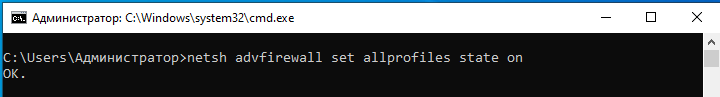 Администратор: C:\Windows\system32\cmd.exe
C:\Users\Администратор>netsh advfirewall set allprofiles state on
OK.